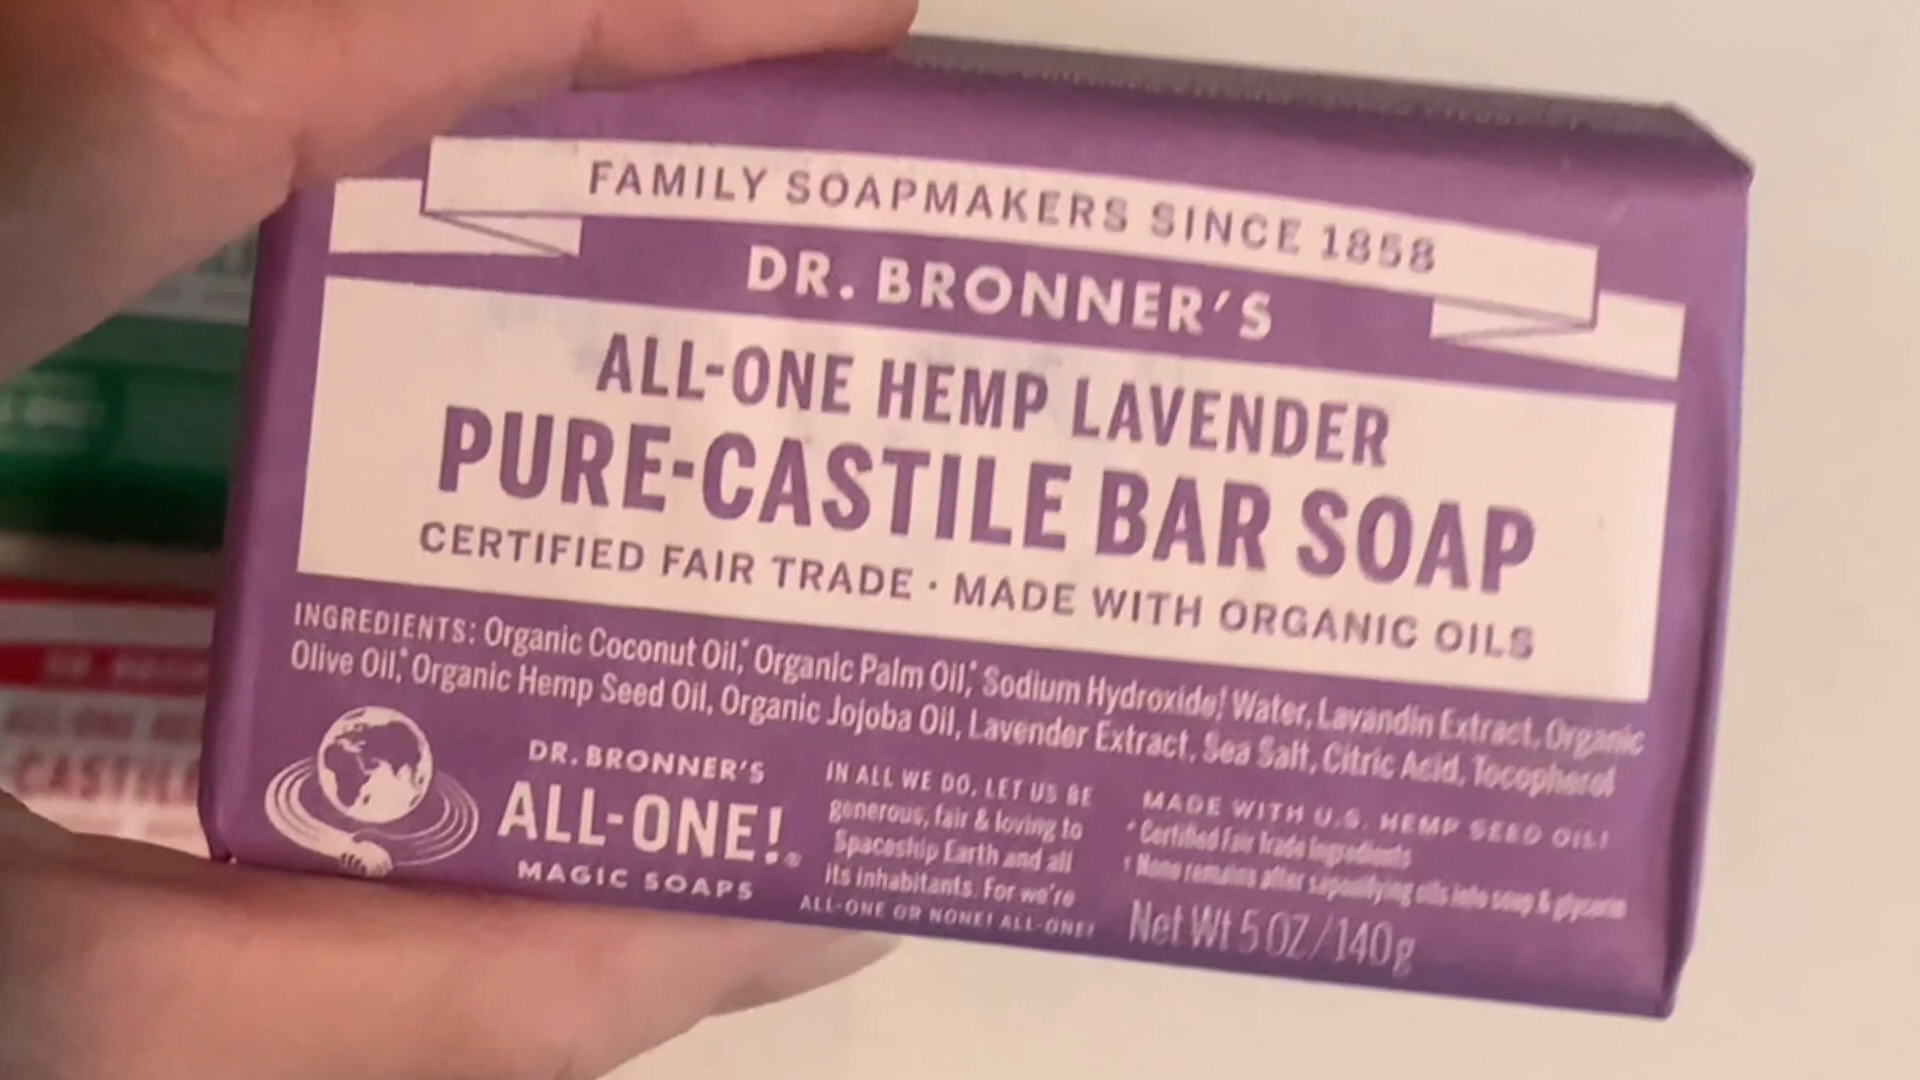 FAMILY SOAPMAKERS SINCE 1858
DR. BRONNER'S
ALL-ONE HEMP LAVENDER
PURE-CASTILE BAR SOAP
CERTIFIED FAIR TRADE · MADE WITH ORGANIC OILS
INGREDIENTS: Organic Coconut Oil,* Organic Palm Oil,* Sodium Hydroxide,† Water, Lavandin Extract, Organic
Olive Oil,* Organic Hemp Seed Oil, Organic Jojoba Oil, Lavender Extract, Sea Salt, Citric Acid, Tocopherol
DR. BRONNER'S
ALL-ONE!®
MAGIC SOAPS
IN ALL WE DO, LET US BE
generous, fair & loving to
Spaceship Earth and all
its inhabitants. For we're
ALL-ONE OR NONE! ALL-ONE!
MADE WITH U.S. HEMP SEED OIL!
* Certified Fair Trade Ingredients
† None remains after saponifying oils into soap & glycerin
Net Wt 5 OZ/140g
CASTILE